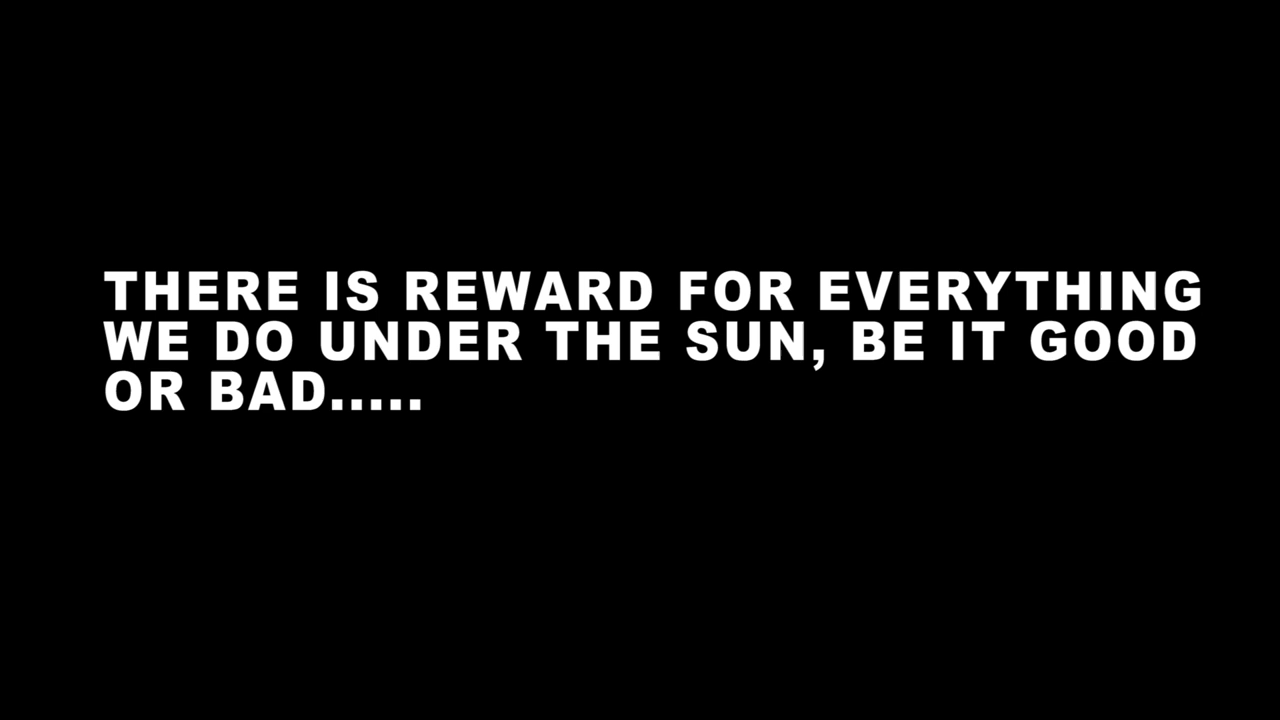 THERE IS REWARD FOR EVERYTHING
WE DO UNDER THE SUN, BE IT GOOD
OR BAD.....